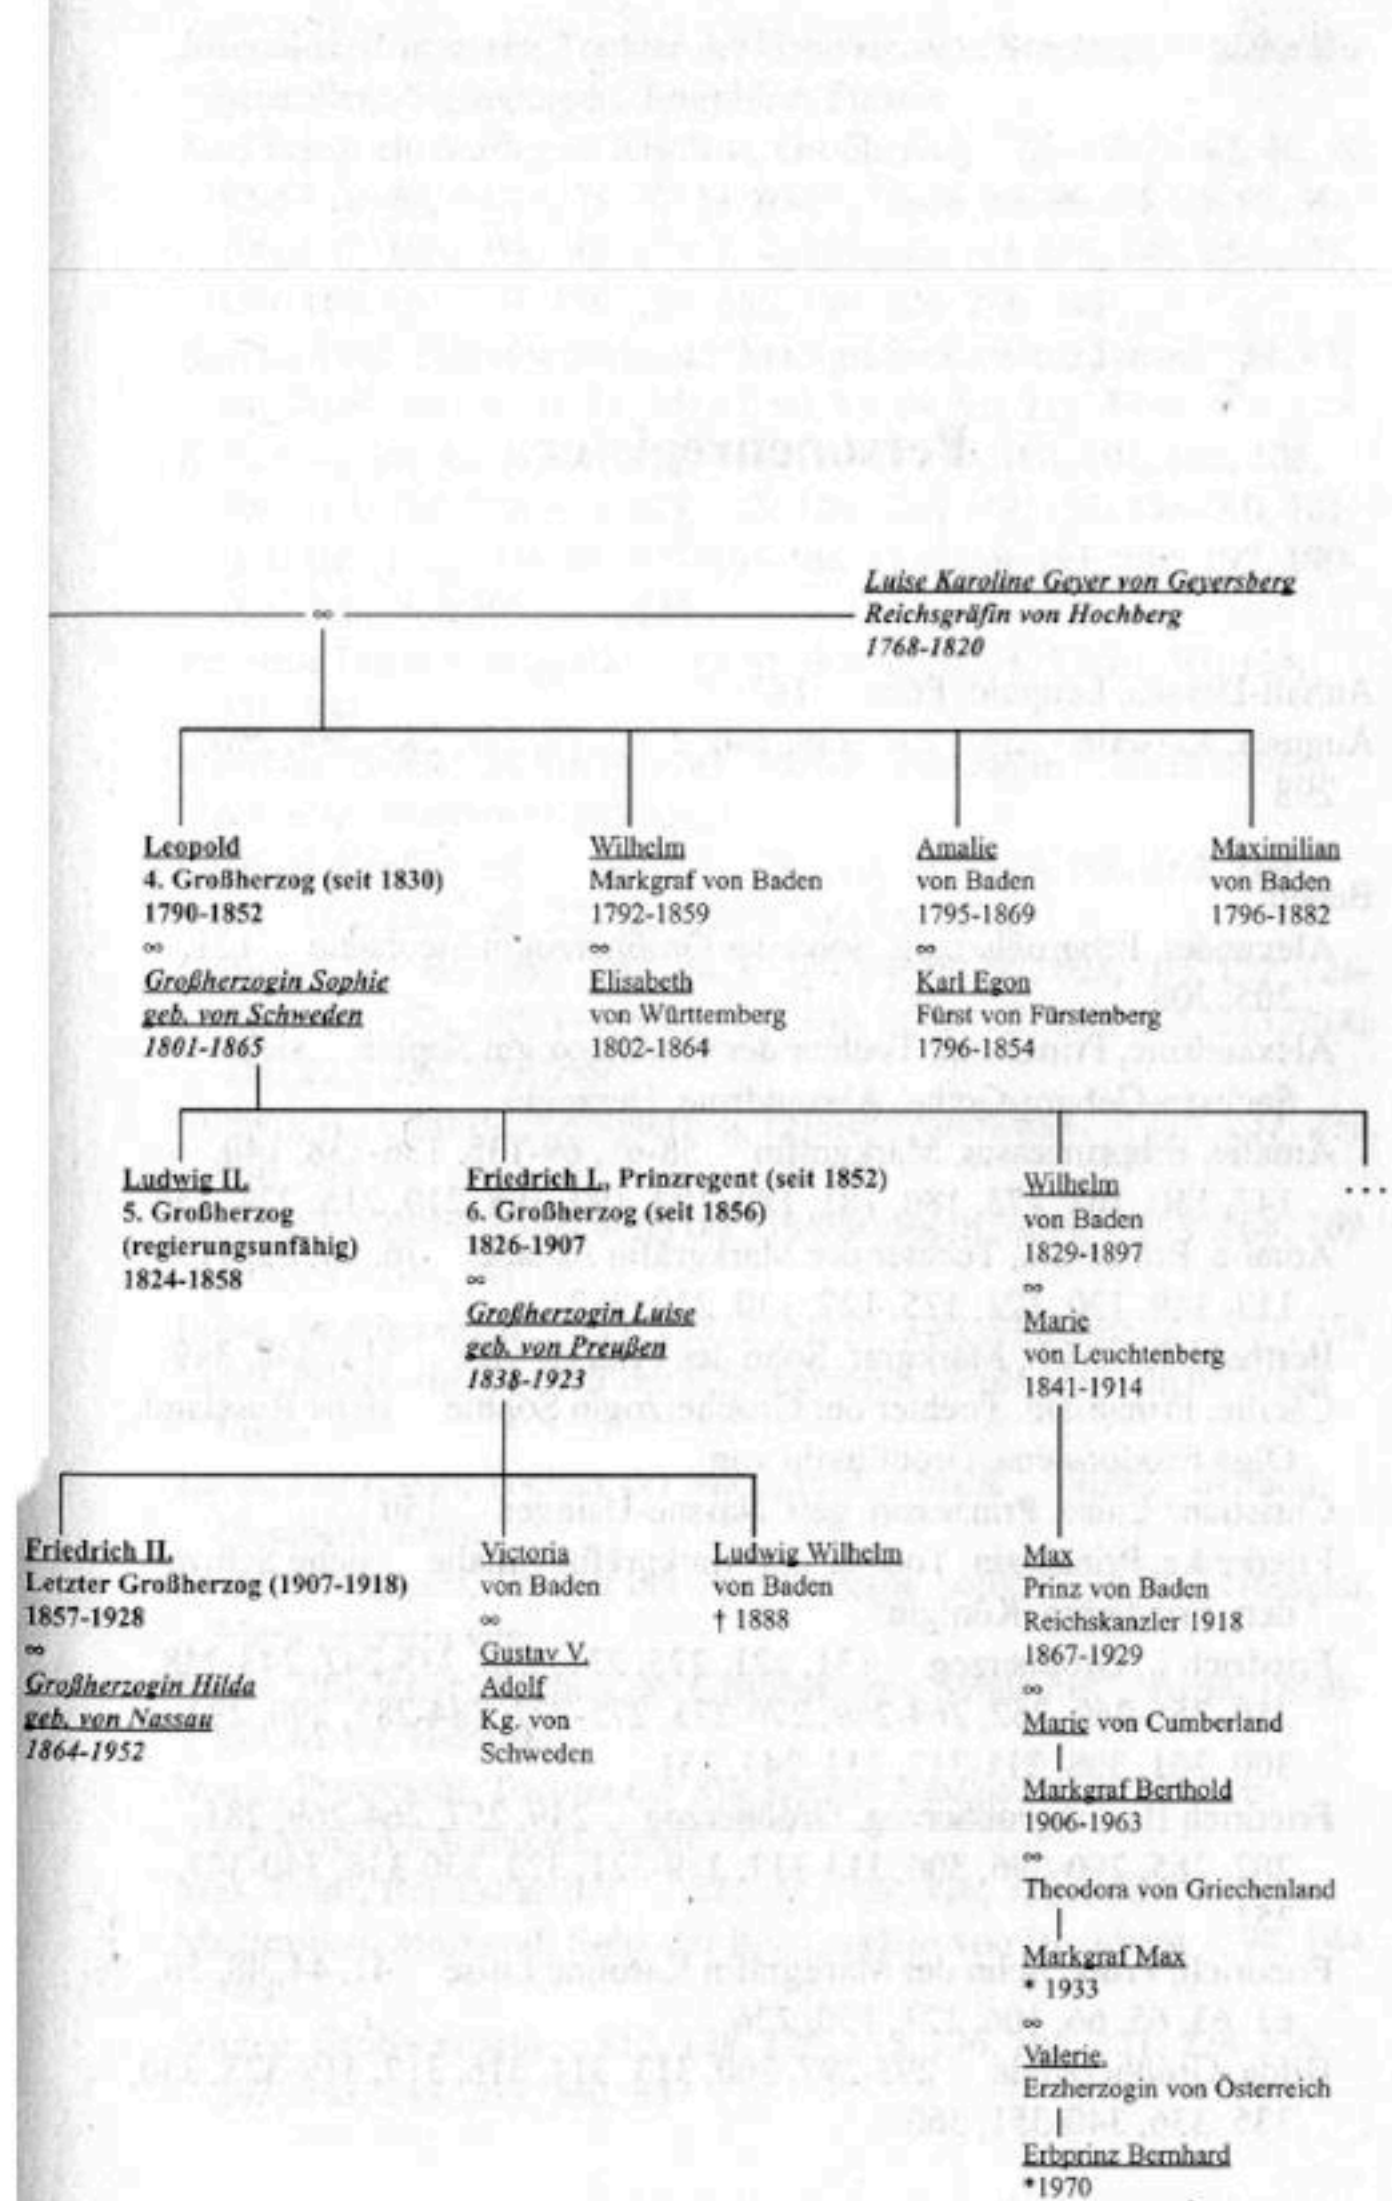 Luise Karoline Geyer von Geyersberg
∞
Reichsgräfin von Hochberg
1768-1820
Leopold
4. Großherzog (seit 1830)
1790-1852
∞
Großherzogin Sophie
geb. von Schweden
1801-1865
Wilhelm
Markgraf von Baden
1792-1859
∞
Elisabeth
von Württemberg
1802-1864
Amalie
von Baden
1795-1869
∞
Karl Egon
Fürst von Fürstenberg
1796-1854
Maximilian
von Baden
1796-1882
Ludwig II.
5. Großherzog
(regierungsunfähig)
1824-1858
Friedrich I., Prinzregent (seit 1852)
6. Großherzog (seit 1856)
1826-1907
∞
Großherzogin Luise
geb. von Preußen
1838-1923
Wilhelm
von Baden
1829-1897
∞
Marie
von Leuchtenberg
1841-1914
...
Friedrich II.
Letzter Großherzog (1907-1918)
1857-1928
∞
Großherzogin Hilda
geb. von Nassau
1864-1952
Victoria
von Baden
∞
Gustav V.
Adolf
Kg. von
Schweden
Ludwig Wilhelm
von Baden
† 1888
Max
Prinz von Baden
Reichskanzler 1918
1867-1929
∞
Marie von Cumberland
Markgraf Berthold
1906-1963
∞
Theodora von Griechenland
Markgraf Max
* 1933
∞
Valerie,
Erzherzogin von Österreich
Erbprinz Bernhard
*1970